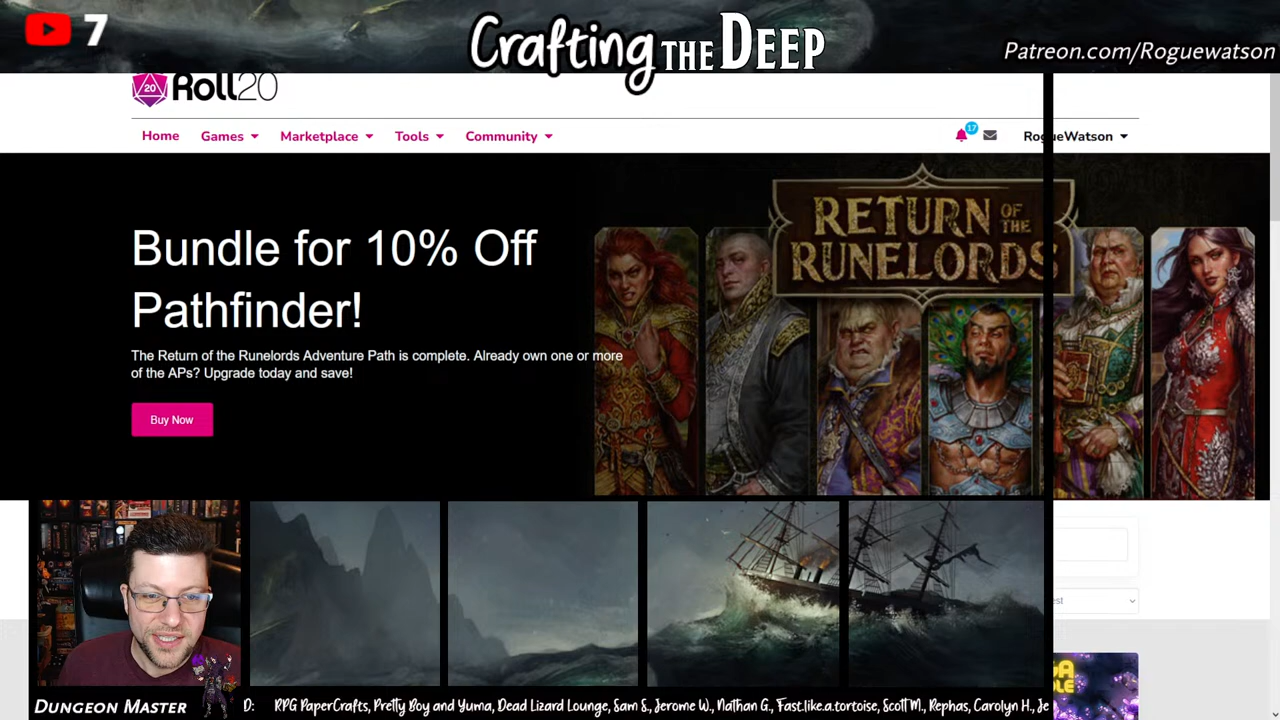 7
Crafting THE DEEP
Patreon.com/Roguewatson
20 Roll20
Home Games Marketplace Tools Community
17
RogueWatson
RETURN OF THE RUNELORDS
Bundle for 10% Off
Pathfinder!
The Return of the Runelords Adventure Path is complete. Already own one or more
of the APs? Upgrade today and save!
Buy Now
est
DUNGEON MASTER
D: RPG PaperCrafts, Pretty Boy and Yuma, Dead Lizard Lounge, Sam S., Jerome W., Nathan G., Fast.like.a.tortoise, Scott M., Rephas, Carolyn H., Je